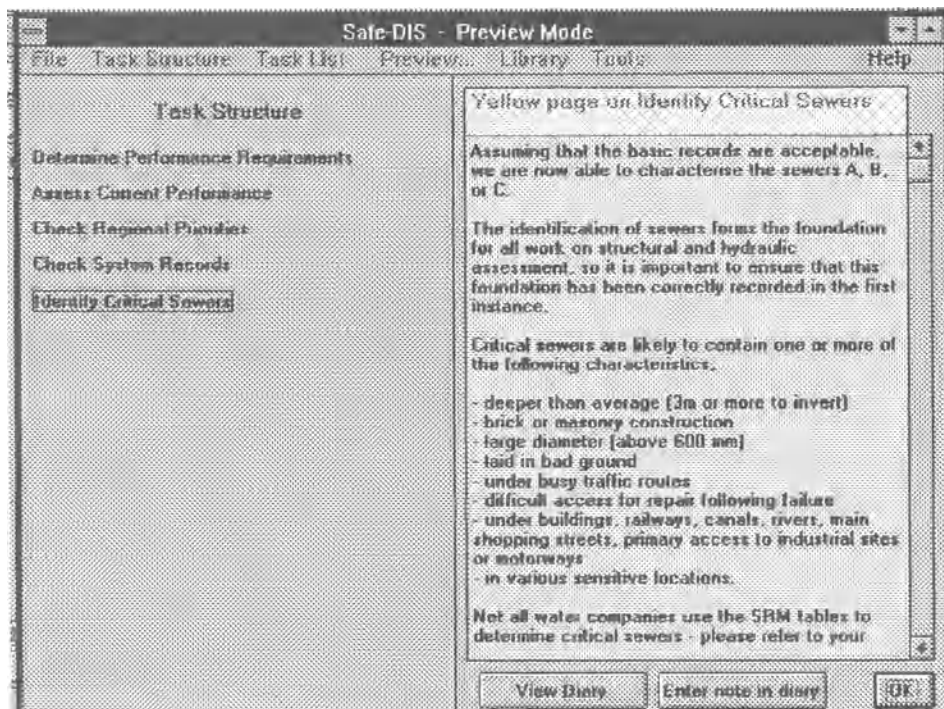 Safe-DIS - Preview Mode
File Task Structure Task List Preview... Library Tools Help
Task Structure
Determine Performance Requirements
Assess Current Performance
Check Regional Priorities
Check System Records
Identify Critical Sewers
Yellow page on Identify Critical Sewers
Assuming that the basic records are acceptable,
we are now able to characterise the sewers A, B,
or C.
The identification of sewers forms the foundation
for all work on structural and hydraulic
assessment, so it is important to ensure that this
foundation has been correctly recorded in the first
instance.
Critical sewers are likely to contain one or more of
the following characteristics.
- deeper than average (3m or more to invert)
- brick or masonry construction
- large diameter (above 600 mm)
- laid in bad ground
- under busy traffic routes
- difficult access for repair following failure
- under buildings, railways, canals, rivers, main
shopping streets, primary access to industrial sites
or motorways
- in various sensitive locations.
Not all water companies use the SRM tables to
determine critical sewers - please refer to your
View Diary Enter note in diary OK